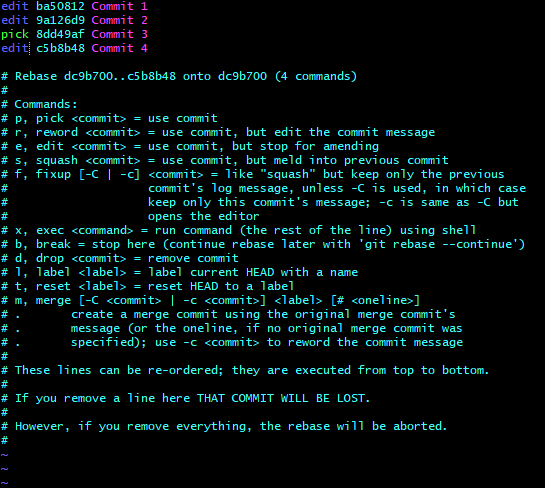 edit ba50812 Commit 1
edit 9a126d9 Commit 2
pick 8dd49af Commit 3
edit c5b8b48 Commit 4

# Rebase dc9b700..c5b8b48 onto dc9b700 (4 commands)
#
# Commands:
# p, pick <commit> = use commit
# r, reword <commit> = use commit, but edit the commit message
# e, edit <commit> = use commit, but stop for amending
# s, squash <commit> = use commit, but meld into previous commit
# f, fixup [-C | -c] <commit> = like "squash" but keep only the previous
#                    commit's log message, unless -C is used, in which case
#                    keep only this commit's message; -c is same as -C but
#                    opens the editor
# x, exec <command> = run command (the rest of the line) using shell
# b, break = stop here (continue rebase later with 'git rebase --continue')
# d, drop <commit> = remove commit
# l, label <label> = label current HEAD with a name
# t, reset <label> = reset HEAD to a label
# m, merge [-C <commit> | -c <commit>] <label> [# <oneline>]
# .       create a merge commit using the original merge commit's
# .       message (or the oneline, if no original merge commit was
# .       specified); use -c <commit> to reword the commit message
#
# These lines can be re-ordered; they are executed from top to bottom.
#
# If you remove a line here THAT COMMIT WILL BE LOST.
#
# However, if you remove everything, the rebase will be aborted.
#
~
~
~